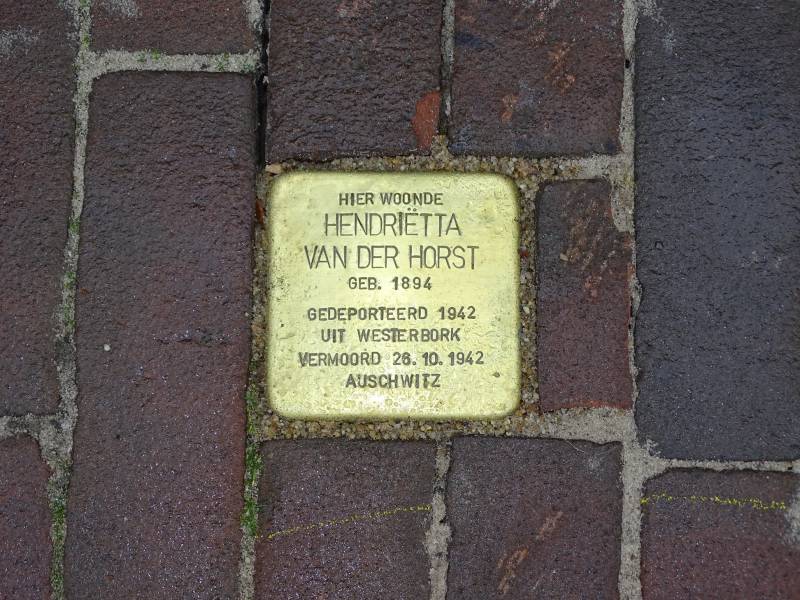 HIER WOONDE
HENDRIËTTA
VAN DER HORST
GEB. 1894
GEDEPORTEERD 1942
UIT WESTERBORK
VERMOORD 26.10.1942
AUSCHWITZ